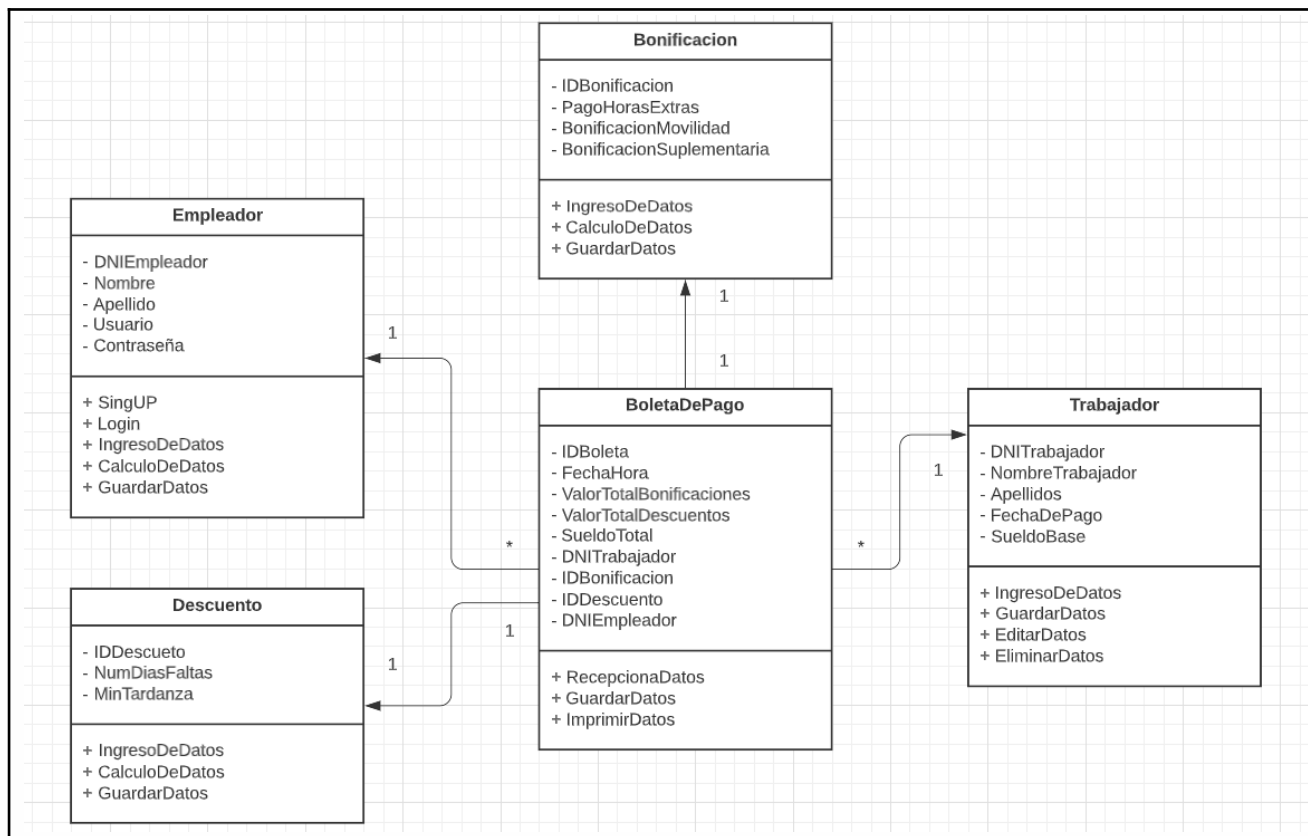 Bonificacion
- IDBonificacion
- PagoHorasExtras
- BonificacionMovilidad
- BonificacionSuplementaria
+ IngresoDeDatos
+ CalculoDeDatos
+ GuardarDatos
Empleador
- DNIEmpleador
- Nombre
- Apellido
- Usuario
- Contraseña
+ SingUP
+ Login
+ IngresoDeDatos
+ CalculoDeDatos
+ GuardarDatos
1
*
1
1
BoletaDePago
- IDBoleta
- FechaHora
- ValorTotalBonificaciones
- ValorTotalDescuentos
- SueldoTotal
- DNITrabajador
- IDBonificacion
- IDDescuento
- DNIEmpleador
+ RecepcionaDatos
+ GuardarDatos
+ ImprimirDatos
*
1
Trabajador
- DNITrabajador
- NombreTrabajador
- Apellidos
- FechaDePago
- SueldoBase
+ IngresoDeDatos
+ GuardarDatos
+ EditarDatos
+ EliminarDatos
Descuento
- IDDescueto
- NumDiasFaltas
- MinTardanza
+ IngresoDeDatos
+ CalculoDeDatos
+ GuardarDatos
1
1